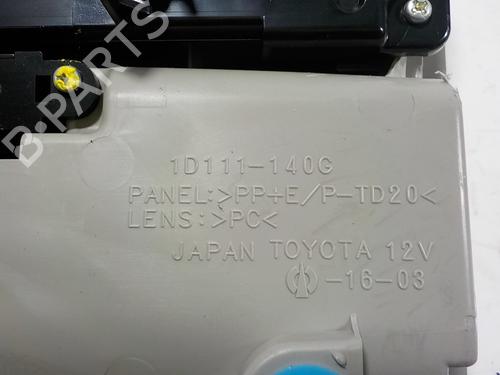 B-PARTS
1D111-140G
PANEL:>PP+E/P-TD20<
LENS:>PC<
JAPAN TOYOTA 12V
-16-03